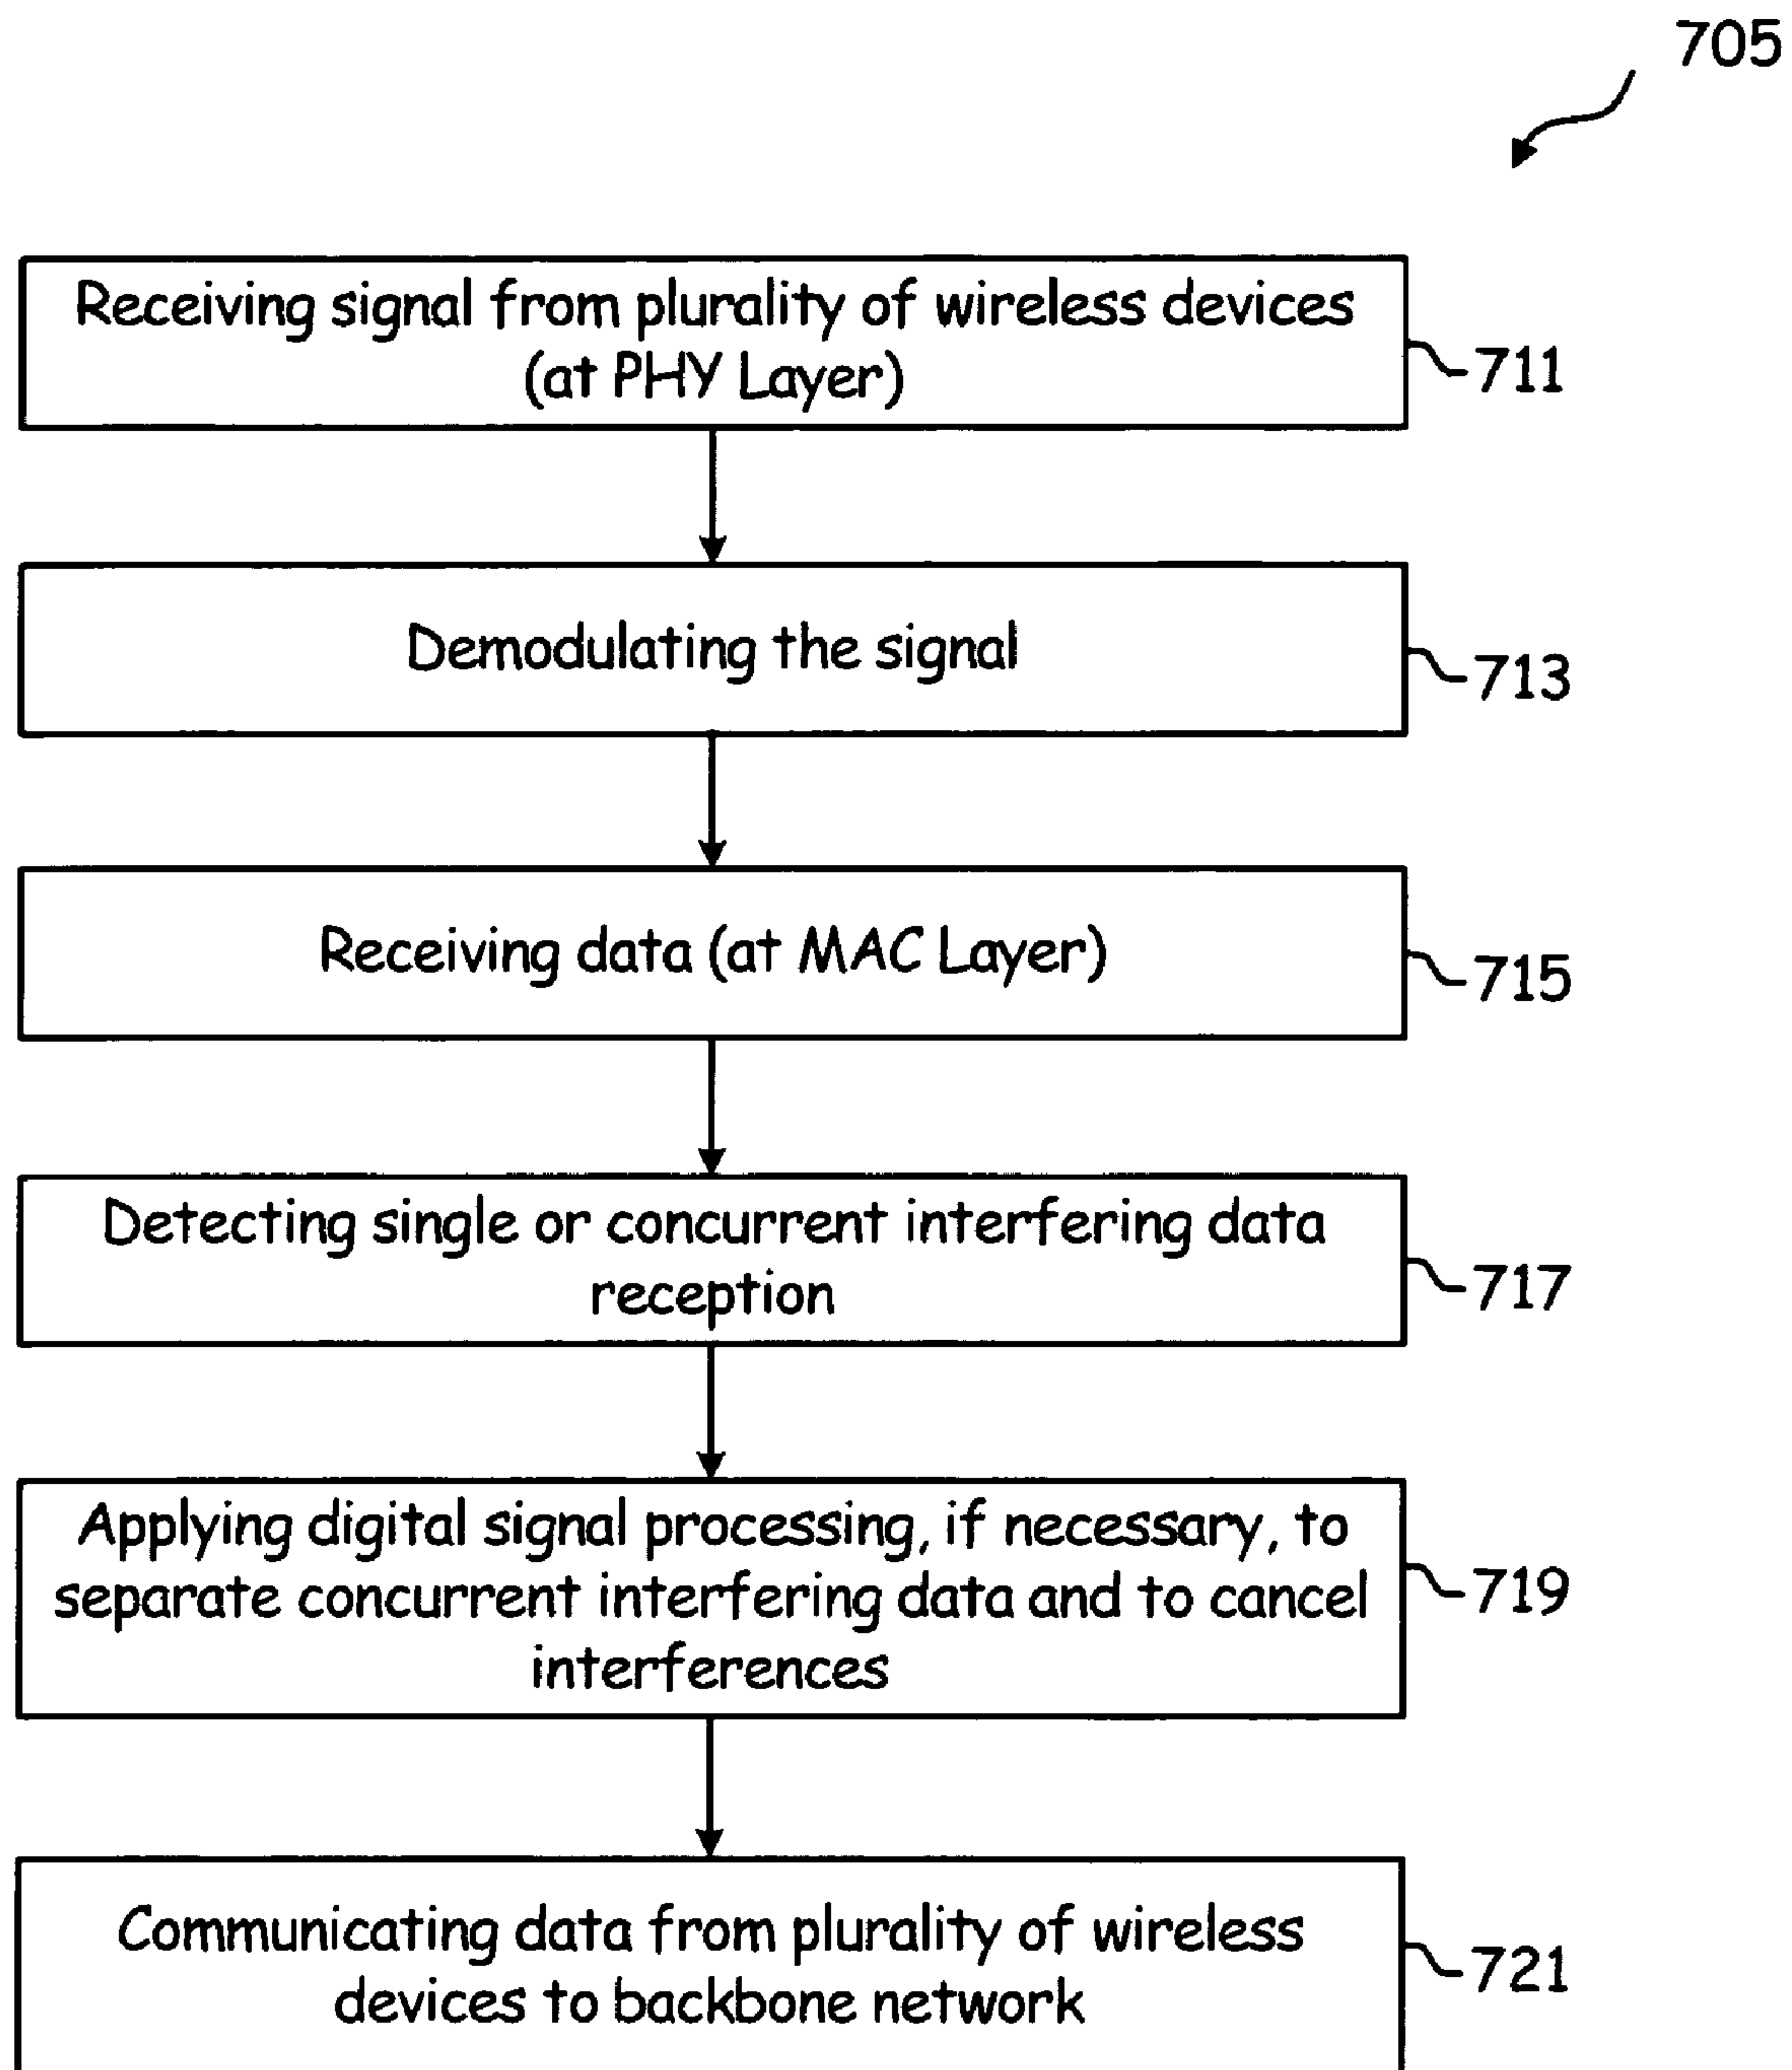 705
Receiving signal from plurality of wireless devices
(at PHY Layer)
711
Demodulating the signal
713
Receiving data (at MAC Layer)
715
Detecting single or concurrent interfering data
reception
717
Applying digital signal processing, if necessary, to
separate concurrent interfering data and to cancel
interferences
719
Communicating data from plurality of wireless
devices to backbone network
721